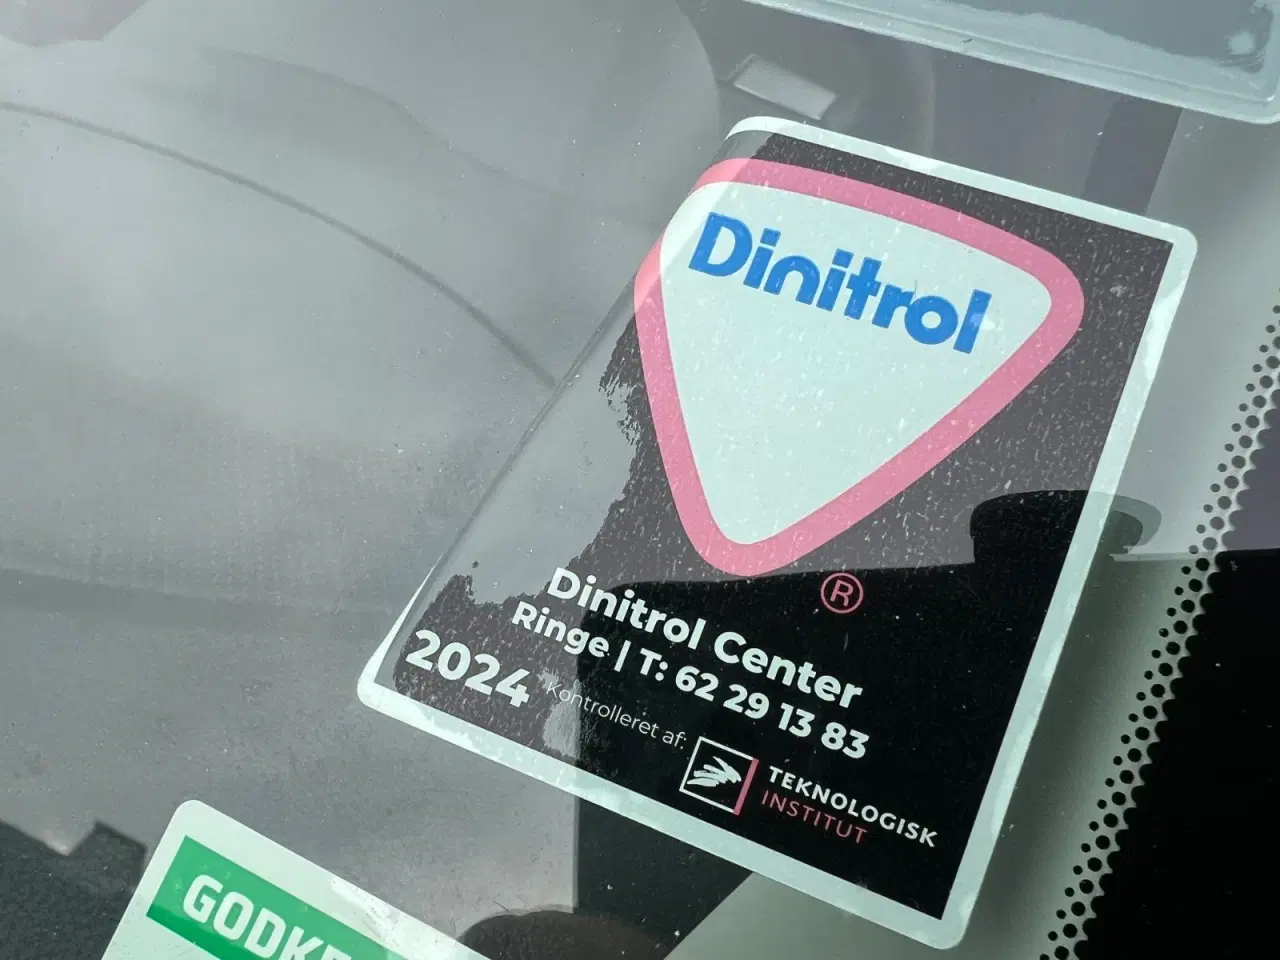 Dinitrol
®
Dinitrol Center
Ringe | T: 62 29 13 83
2024
Kontrolleret af:
TEKNOLOGISK
INSTITUT